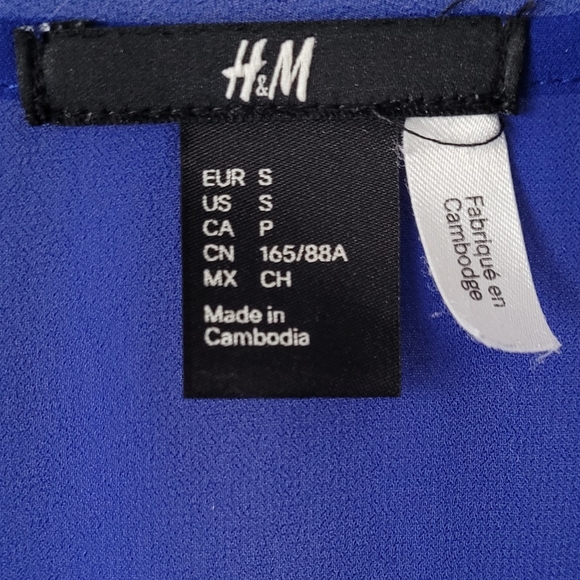 H&M
EUR S
US S
CA P
CN 165/88A
MX CH
Made in
Cambodia
Fabriqué en
Cambodge